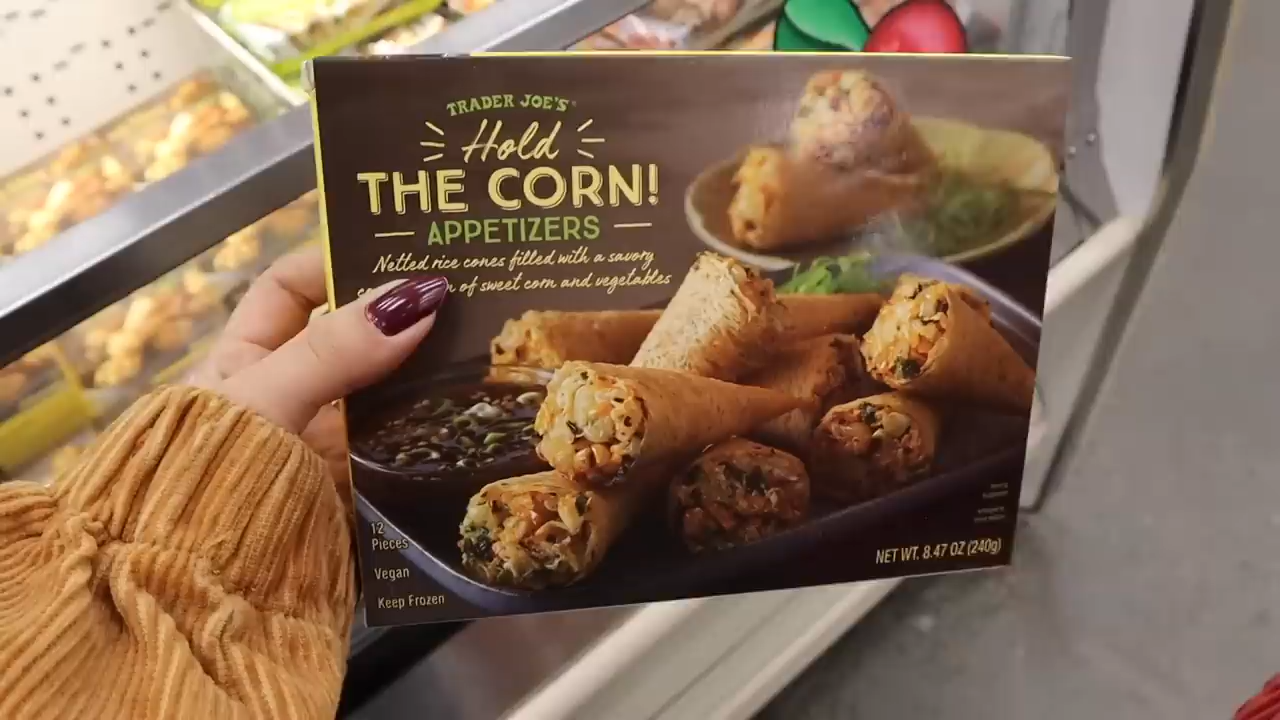 TRADER JOE'S
Hold
THE CORN!
APPETIZERS
Netted rice cones filled with a savory
of sweet corn and vegetables
12
Pieces
Vegan
Keep Frozen
NET WT. 8.47 OZ (240g)